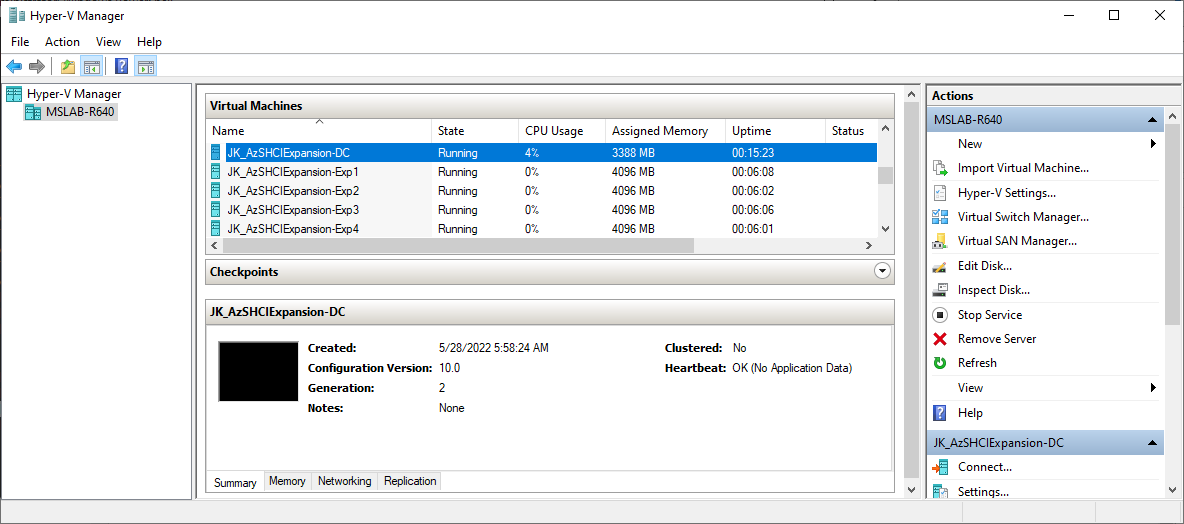 Hyper-V Manager
File Action View Help
Hyper-V Manager
MSLAB-R640
Virtual Machines
Name State CPU Usage Assigned Memory Uptime Status
JK_AzSHCIExpansion-DC Running 4% 3388 MB 00:15:23
JK_AzSHCIExpansion-Exp1 Running 0% 4096 MB 00:06:08
JK_AzSHCIExpansion-Exp2 Running 0% 4096 MB 00:06:02
JK_AzSHCIExpansion-Exp3 Running 0% 4096 MB 00:06:06
JK_AzSHCIExpansion-Exp4 Running 0% 4096 MB 00:06:01
Checkpoints
JK_AzSHCIExpansion-DC
Created: 5/28/2022 5:58:24 AM Clustered: No
Configuration Version: 10.0 Heartbeat: OK (No Application Data)
Generation: 2
Notes: None
Summary Memory Networking Replication
Actions
MSLAB-R640
New
Import Virtual Machine...
Hyper-V Settings...
Virtual Switch Manager...
Virtual SAN Manager...
Edit Disk...
Inspect Disk...
Stop Service
Remove Server
Refresh
View
Help
JK_AzSHCIExpansion-DC
Connect...
Settings...